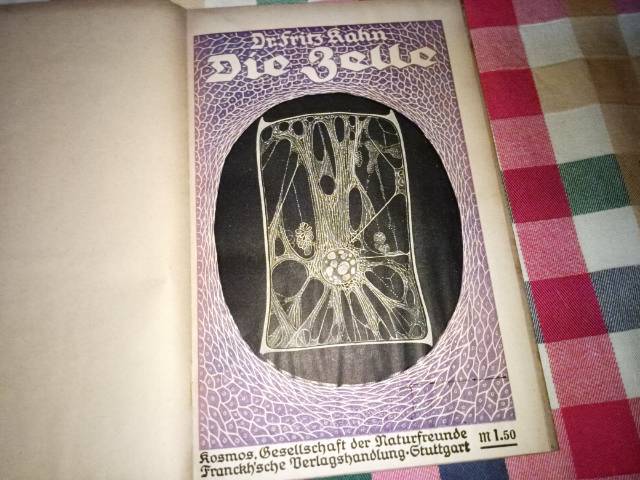 Dr. Fritz Kahn
Die Zelle
Kosmos, Gesellschaft der Naturfreunde
Franckh'sche Verlagshandlung · Stuttgart
M 1.50